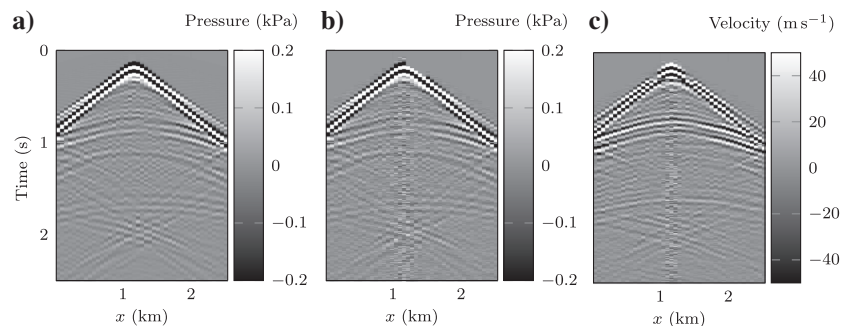 a) Pressure (kPa) b) Pressure (kPa) c) Velocity (m s−1)
0 0.2 0.2
40
0.1 0.1 20
Time (s) 1 0 0 0
−0.1 −0.1 −20
2
−40
−0.2 −0.2
1 2 1 2 1 2
x (km) x (km) x (km)